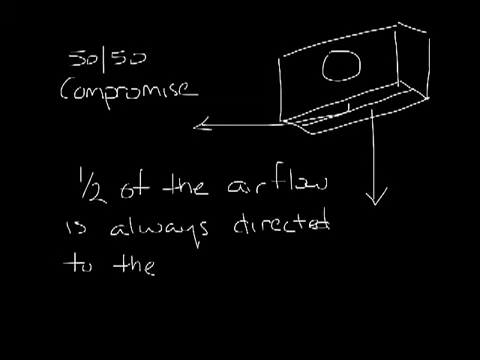 50/50
Compromise
1/2 of the airflow
is always directed
to the